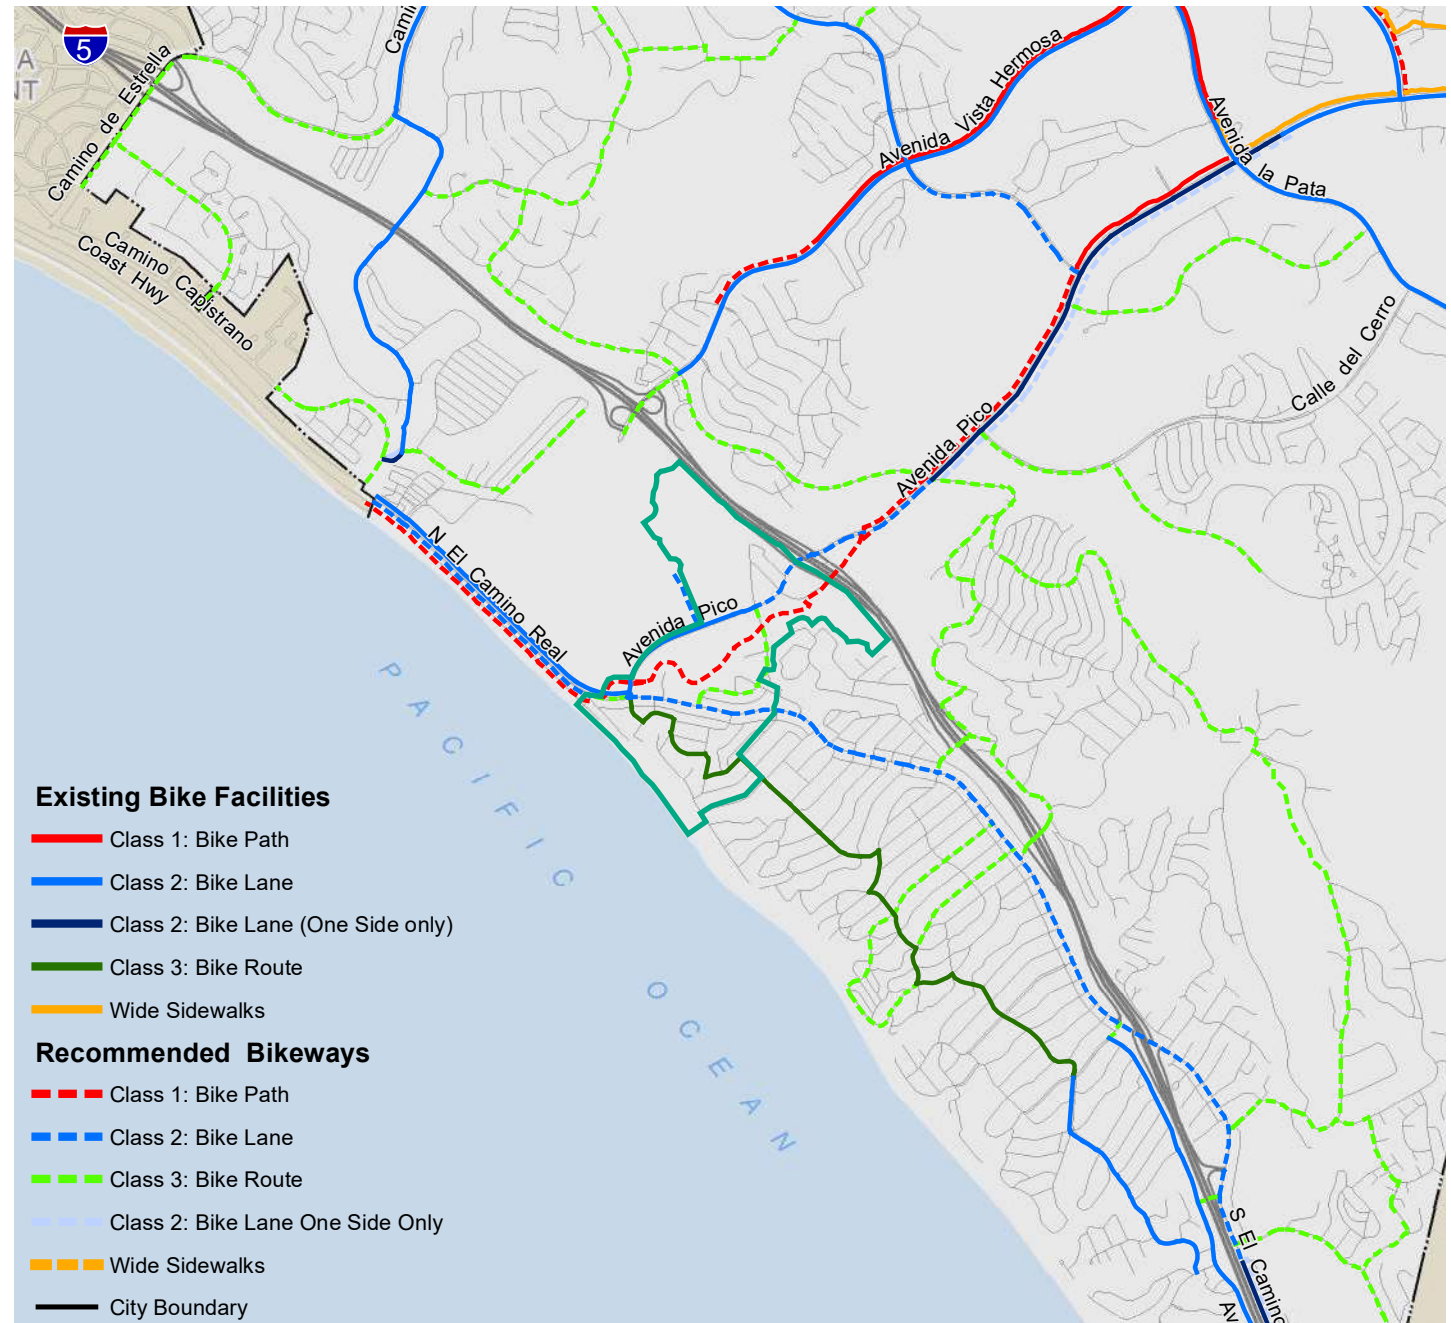 5
A
NT
Camino de Estrella
Cami
Avenida Vista Hermosa
Avenida la Pata
Camino Capistrano
Coast Hwy
Calle del Cerro
Avenida Pico
N El Camino Real
Avenida Pico
PACIFIC
OCEAN
S El Camino
Av
Existing Bike Facilities
Class 1: Bike Path
Class 2: Bike Lane
Class 2: Bike Lane (One Side only)
Class 3: Bike Route
Wide Sidewalks
Recommended Bikeways
Class 1: Bike Path
Class 2: Bike Lane
Class 3: Bike Route
Class 2: Bike Lane One Side Only
Wide Sidewalks
City Boundary